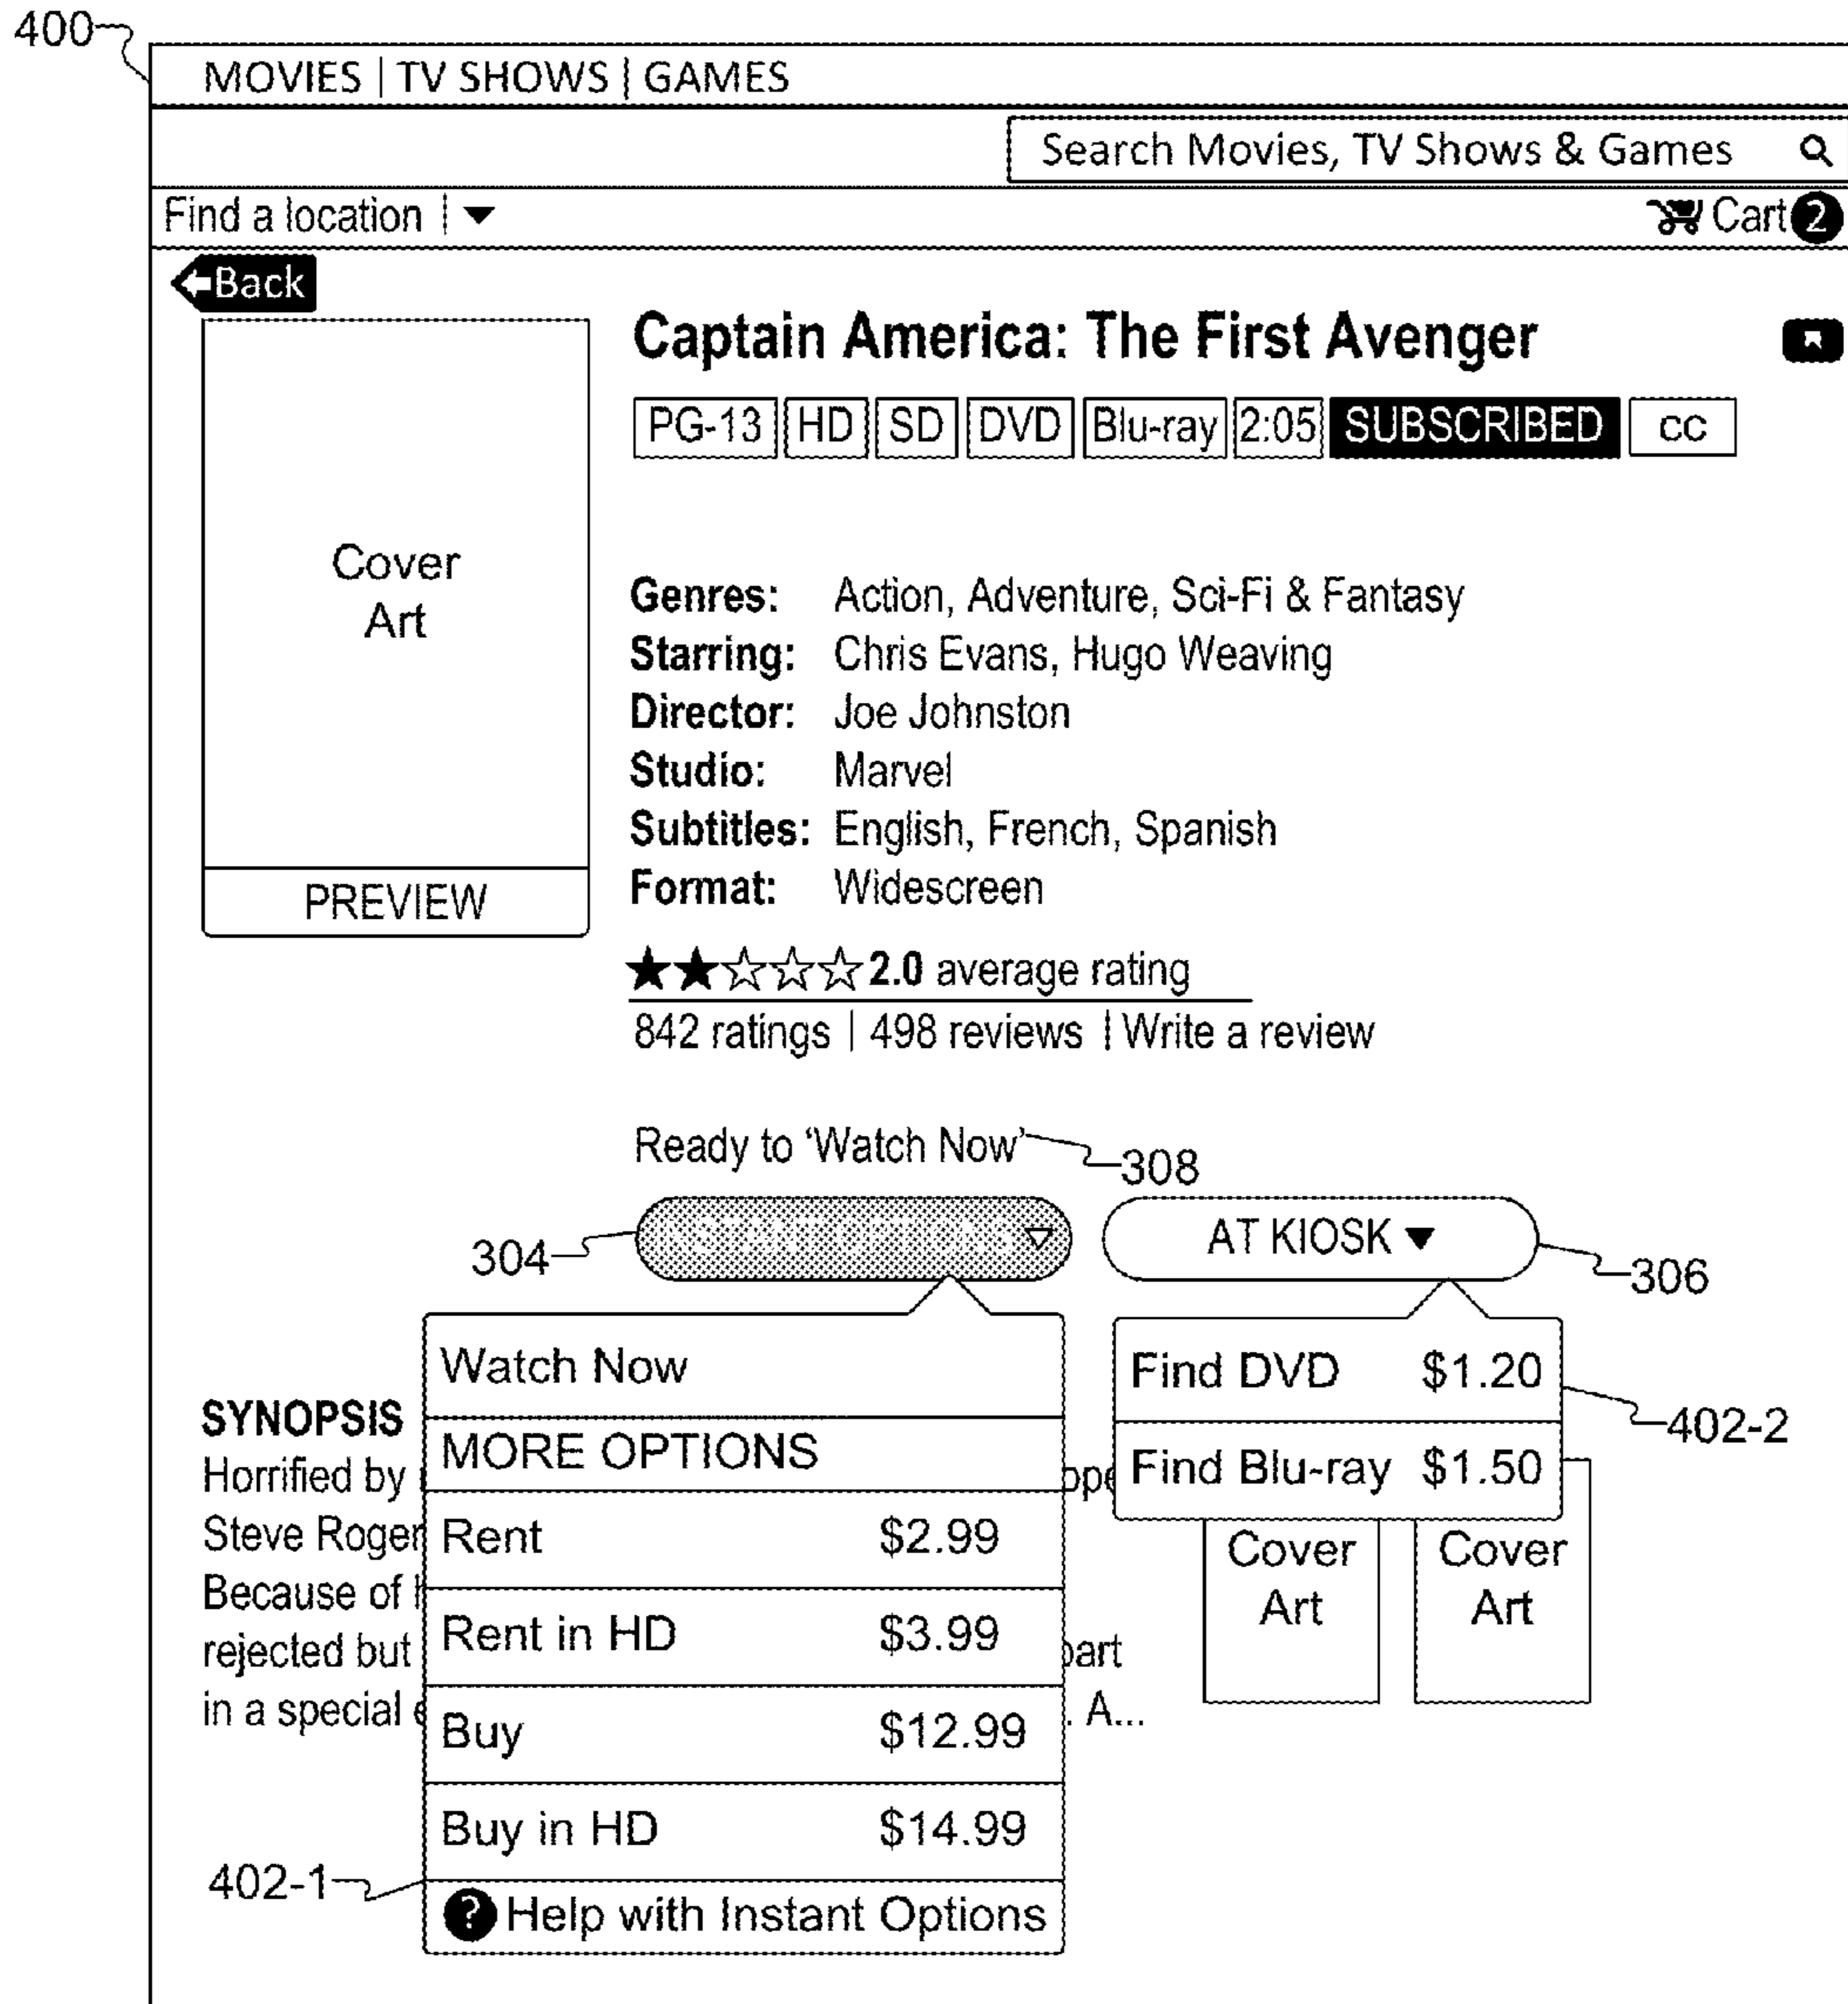 400
MOVIES | TV SHOWS | GAMES
Search Movies, TV Shows & Games
Find a location | Cart 2
Back
Captain America: The First Avenger
PG-13 HD SD DVD Blu-ray 2:05 SUBSCRIBED CC
Cover
Art
PREVIEW
Genres: Action, Adventure, Sci-Fi & Fantasy
Starring: Chris Evans, Hugo Weaving
Director: Joe Johnston
Studio: Marvel
Subtitles: English, French, Spanish
Format: Widescreen
2.0 average rating
842 ratings | 498 reviews | Write a review
Ready to ‘Watch Now’
308
304
INSTANT OPTIONS
AT KIOSK
306
Watch Now
MORE OPTIONS
Rent $2.99
Rent in HD $3.99
Buy $12.99
Buy in HD $14.99
? Help with Instant Options
402-1
Find DVD $1.20
Find Blu-ray $1.50
402-2
SYNOPSIS
Horrified by
Steve Roger
Because of
rejected but part
in a special . A...
Cover
Art
Cover
Art